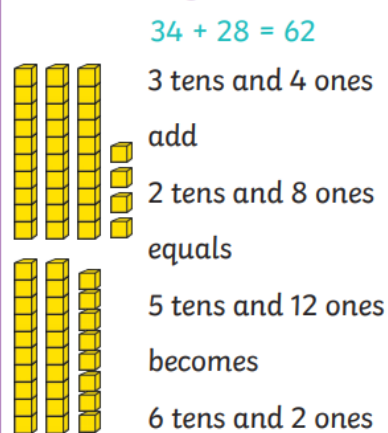 34 + 28 = 62
3 tens and 4 ones
add
2 tens and 8 ones
equals
5 tens and 12 ones
becomes
6 tens and 2 ones